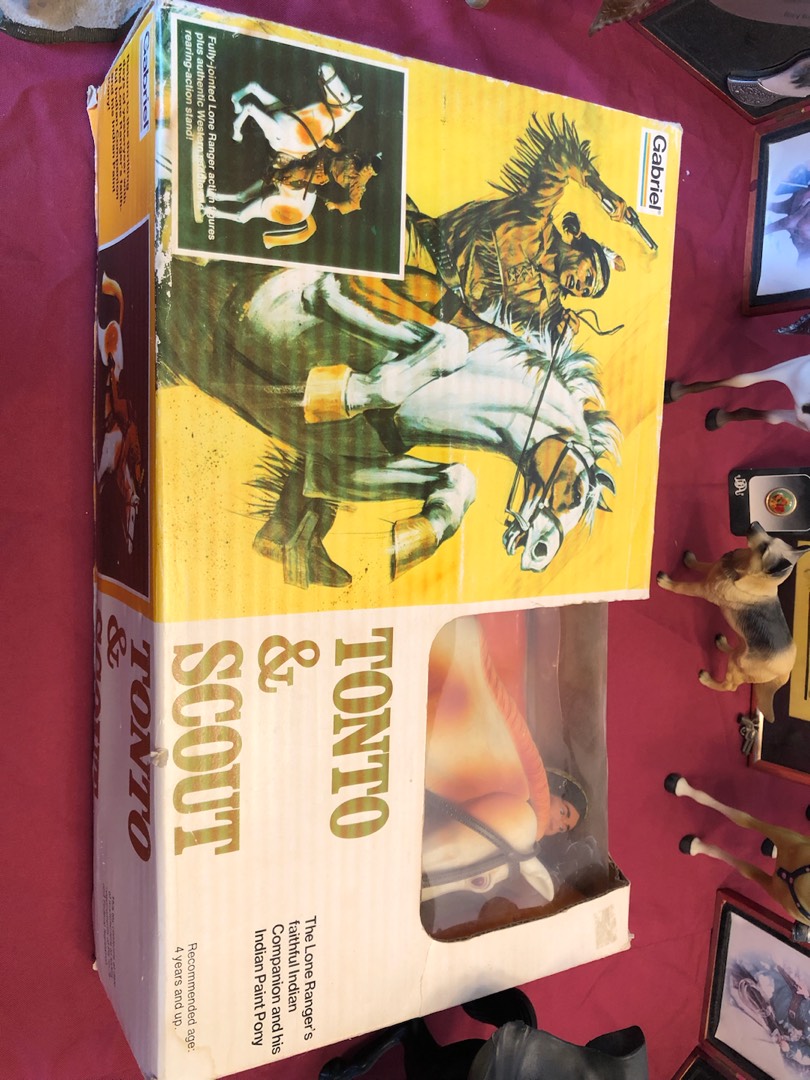 Gabriel
Fully-jointed Lone Ranger action figures
plus authentic Western
rearing-action stand!
TONTO
&
SCOUT
The Lone Ranger's
faithful Indian
Companion and his
Indian Paint Pony
Recommended age:
4 years and up.
Gabriel
TONTO
&
SCOUT